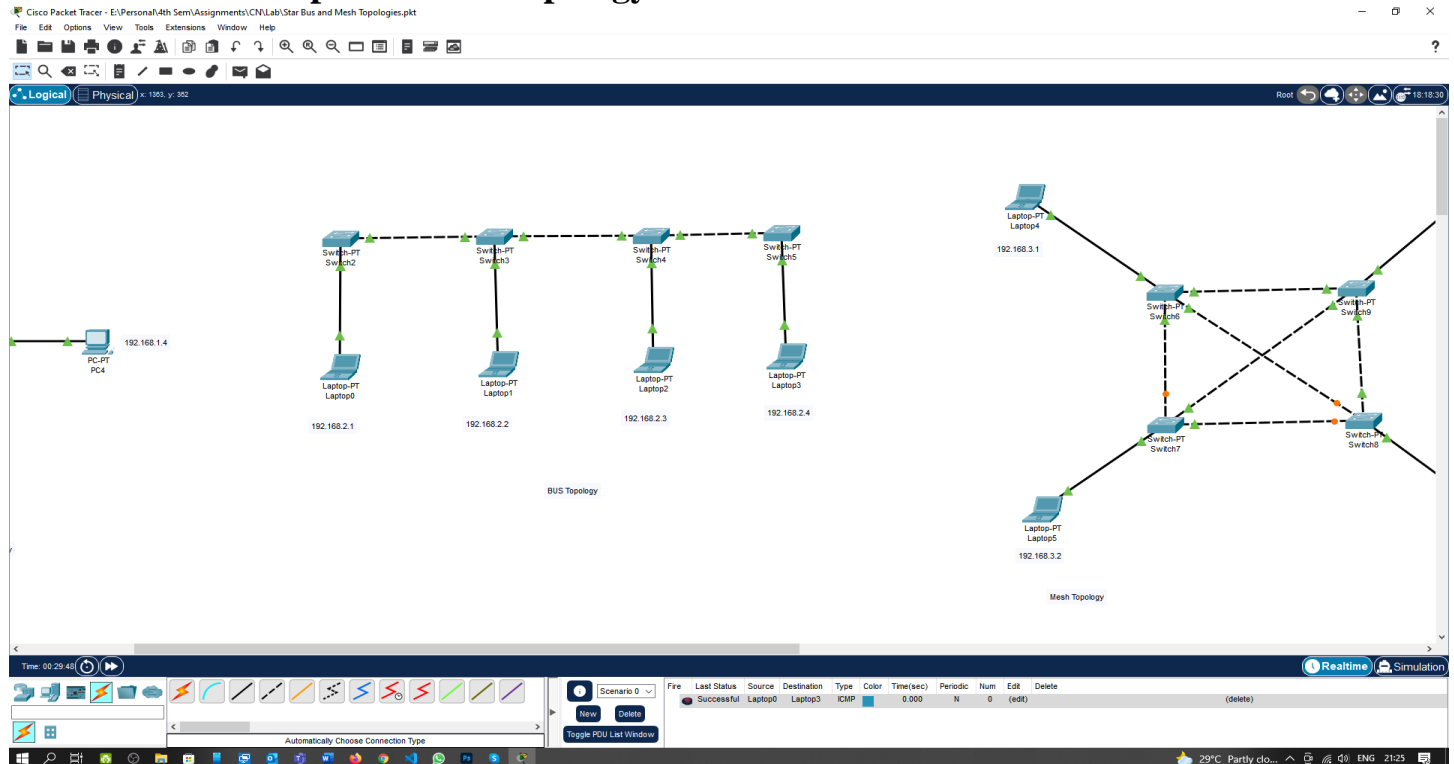 Cisco Packet Tracer - E:\Personal\4th Sem\Assignments\CN\Lab\Star Bus and Mesh Topologies.pkt
File Edit Options View Tools Extensions Window Help
?
Logical Physical x: 1363, y: 362 Root 18:18:30
Laptop-PT
Laptop4
192.168.3.1
Switch-PT
Switch2
Switch-PT
Switch3
Switch-PT
Switch4
Switch-PT
Switch5
Switch-PT
Switch6
Switch-PT
Switch9
192.168.1.4
PC-PT
PC4
Laptop-PT
Laptop0
Laptop-PT
Laptop1
Laptop-PT
Laptop2
Laptop-PT
Laptop3
192.168.2.1
192.168.2.2
192.168.2.3
192.168.2.4
Switch-PT
Switch7
Switch-PT
Switch8
BUS Topology
Laptop-PT
Laptop5
192.168.3.2
Mesh Topology
Time: 00:29:48 Realtime Simulation
Scenario 0
New Delete
Toggle PDU List Window
Fire Last Status Source Destination Type Color Time(sec) Periodic Num Edit Delete
Successful Laptop0 Laptop3 ICMP 0.000 N 0 (edit) (delete)
Automatically Choose Connection Type
29°C Partly clo... ENG 21:25